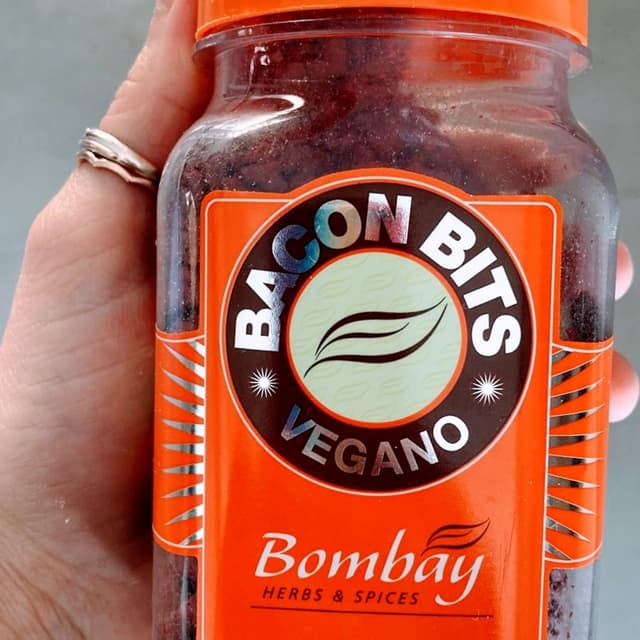 BACON BITS
VEGANO
Bombay
HERBS & SPICES